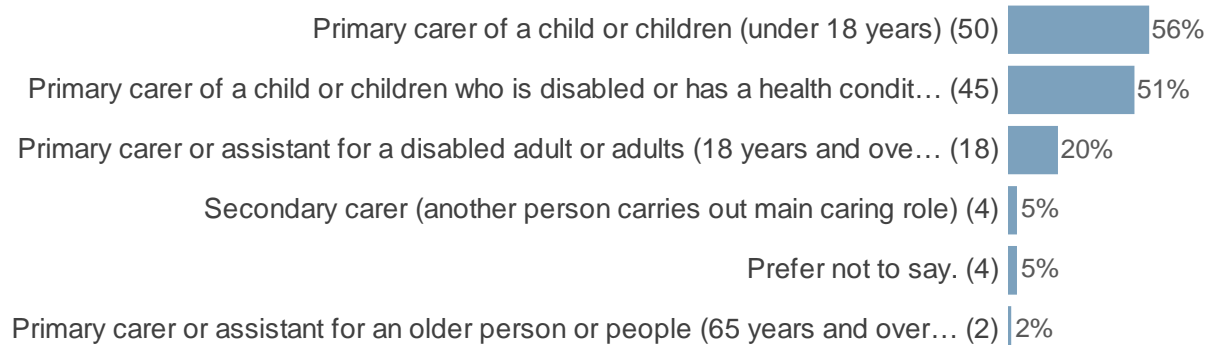 Primary carer of a child or children (under 18 years) (50) 56%
Primary carer of a child or children who is disabled or has a health condit… (45) 51%
Primary carer or assistant for a disabled adult or adults (18 years and ove… (18) 20%
Secondary carer (another person carries out main caring role) (4) 5%
Prefer not to say. (4) 5%
Primary carer or assistant for an older person or people (65 years and over… (2) 2%